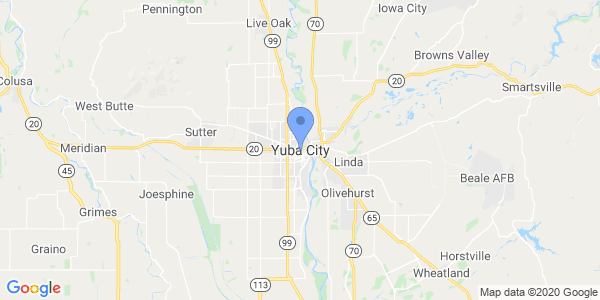 Pennington
Iowa City
Live Oak
70
99
Browns Valley
Colusa
20
Smartsville
West Butte
20
Sutter
Meridian
20
Yuba City
Linda
45
Beale AFB
Joesphine
Olivehurst
Grimes
65
99
70
Graino
Horstville
Wheatland
113
Google
Map data ©2020 Google